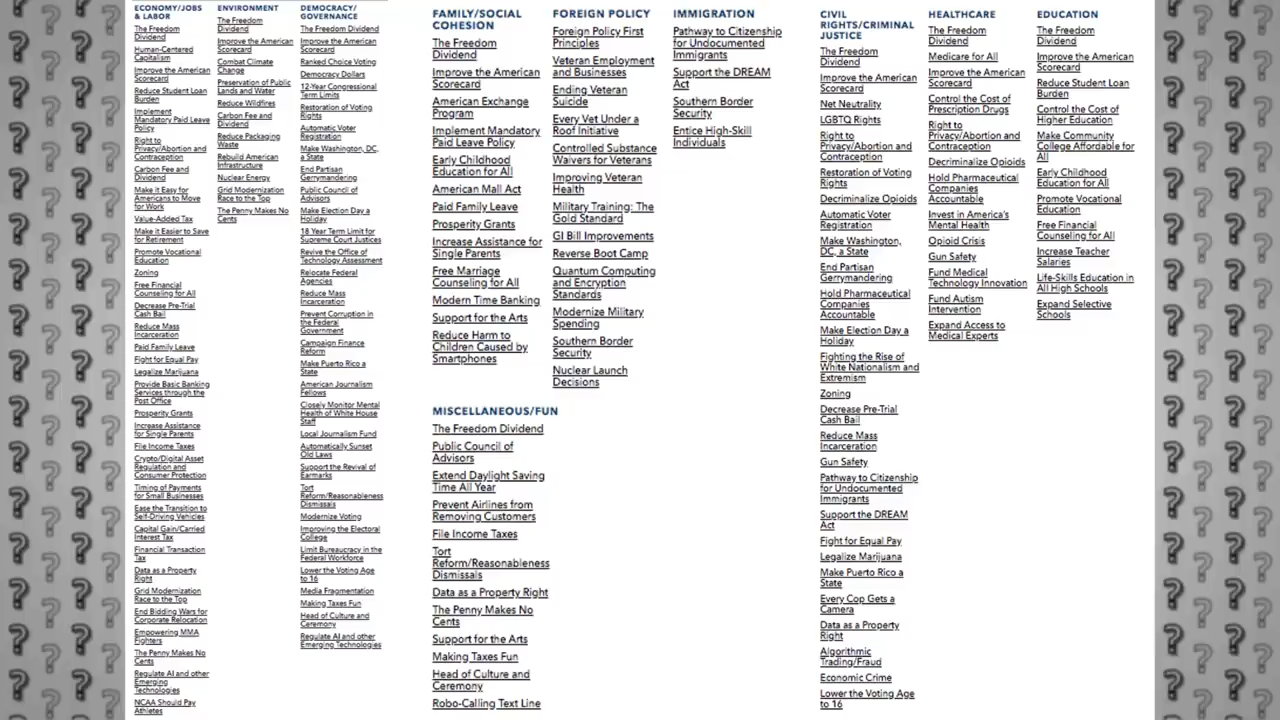 ECONOMY/JOBS
& LABOR
The Freedom
Dividend
Human-Centered
Capitalism
Improve the American
Scorecard
Reduce Student Loan
Burden
Implement
Mandatory Paid Leave
Policy
Right to
Privacy/Abortion and
Contraception
Carbon Fee and
Dividend
Make it Easy for
Americans to Move
for Work
Value-Added Tax
Make it Easier to Save
for Retirement
Promote Vocational
Education
Zoning
Free Financial
Counseling for All
Decrease Pre-Trial
Cash Bail
Reduce Mass
Incarceration
Paid Family Leave
Fight for Equal Pay
Legalize Marijuana
Provide Basic Banking
Services through the
Post Office
Prosperity Grants
Increase Assistance
for Single Parents
File Income Taxes
Crypto/Digital Asset
Regulation and
Consumer Protection
Timing of Payments
for Small Businesses
Ease the Transition to
Self-Driving Vehicles
Capital Gain/Carried
Interest Tax
Financial Transaction
Tax
Data as a Property
Right
Grid Modernization
Race to the Top
End Bidding Wars for
Corporate Relocation
Empowering MMA
Fighters
The Penny Makes No
Cents
Regulate AI and other
Emerging
Technologies
NCAA Should Pay
Athletes
ENVIRONMENT
The Freedom
Dividend
Improve the American
Scorecard
Combat Climate
Change
Preservation of Public
Lands and Water
Reduce Wildfires
Carbon Fee and
Dividend
Reduce Packaging
Waste
Rebuild American
Infrastructure
Nuclear Energy
Grid Modernization
Race to the Top
The Penny Makes No
Cents
DEMOCRACY/
GOVERNANCE
The Freedom Dividend
Improve the American
Scorecard
Ranked Choice Voting
Democracy Dollars
12-Year Congressional
Term Limits
Restoration of Voting
Rights
Automatic Voter
Registration
Make Washington, DC,
a State
End Partisan
Gerrymandering
Public Council of
Advisors
Make Election Day a
Holiday
18 Year Term Limit for
Supreme Court Justices
Revive the Office of
Technology Assessment
Relocate Federal
Agencies
Reduce Mass
Incarceration
Prevent Corruption in
the Federal
Government
Campaign Finance
Reform
Make Puerto Rico a
State
American Journalism
Fellows
Closely Monitor Mental
Health of White House
Staff
Local Journalism Fund
Automatically Sunset
Old Laws
Support the Revival of
Earmarks
Tort
Reform/Reasonableness
Dismissals
Modernize Voting
Improving the Electoral
College
Limit Bureaucracy in the
Federal Workforce
Lower the Voting Age
to 16
Media Fragmentation
Making Taxes Fun
Head of Culture and
Ceremony
Regulate AI and other
Emerging Technologies
FAMILY/SOCIAL
COHESION
The Freedom
Dividend
Improve the American
Scorecard
American Exchange
Program
Implement Mandatory
Paid Leave Policy
Early Childhood
Education for All
American Mall Act
Paid Family Leave
Prosperity Grants
Increase Assistance for
Single Parents
Free Marriage
Counseling for All
Modern Time Banking
Support for the Arts
Reduce Harm to
Children Caused by
Smartphones
FOREIGN POLICY
Foreign Policy First
Principles
Veteran Employment
and Businesses
Ending Veteran
Suicide
Every Vet Under a
Roof Initiative
Controlled Substance
Waivers for Veterans
Improving Veteran
Health
Military Training: The
Gold Standard
GI Bill Improvements
Reverse Boot Camp
Quantum Computing
and Encryption
Standards
Modernize Military
Spending
Southern Border
Security
Nuclear Launch
Decisions
IMMIGRATION
Pathway to Citizenship
for Undocumented
Immigrants
Support the DREAM
Act
Southern Border
Security
Entice High-Skill
Individuals
MISCELLANEOUS/FUN
The Freedom Dividend
Public Council of
Advisors
Extend Daylight Saving
Time All Year
Prevent Airlines from
Removing Customers
File Income Taxes
Tort
Reform/Reasonableness
Dismissals
Data as a Property Right
The Penny Makes No
Cents
Support for the Arts
Making Taxes Fun
Head of Culture and
Ceremony
Robo-Calling Text Line
CIVIL
RIGHTS/CRIMINAL
JUSTICE
The Freedom
Dividend
Improve the American
Scorecard
Net Neutrality
LGBTQ Rights
Right to
Privacy/Abortion and
Contraception
Restoration of Voting
Rights
Decriminalize Opioids
Automatic Voter
Registration
Make Washington,
DC, a State
End Partisan
Gerrymandering
Hold Pharmaceutical
Companies
Accountable
Make Election Day a
Holiday
Fighting the Rise of
White Nationalism and
Extremism
Zoning
Decrease Pre-Trial
Cash Bail
Reduce Mass
Incarceration
Gun Safety
Pathway to Citizenship
for Undocumented
Immigrants
Support the DREAM
Act
Fight for Equal Pay
Legalize Marijuana
Make Puerto Rico a
State
Every Cop Gets a
Camera
Data as a Property
Right
Algorithmic
Trading/Fraud
Economic Crime
Lower the Voting Age
to 16
HEALTHCARE
The Freedom
Dividend
Medicare for All
Improve the American
Scorecard
Control the Cost of
Prescription Drugs
Right to
Privacy/Abortion and
Contraception
Decriminalize Opioids
Hold Pharmaceutical
Companies
Accountable
Invest in America's
Mental Health
Opioid Crisis
Gun Safety
Fund Medical
Technology Innovation
Fund Autism
Intervention
Expand Access to
Medical Experts
EDUCATION
The Freedom
Dividend
Improve the American
Scorecard
Reduce Student Loan
Burden
Control the Cost of
Higher Education
Make Community
College Affordable for
All
Early Childhood
Education for All
Promote Vocational
Education
Free Financial
Counseling for All
Increase Teacher
Salaries
Life-Skills Education in
All High Schools
Expand Selective
Schools